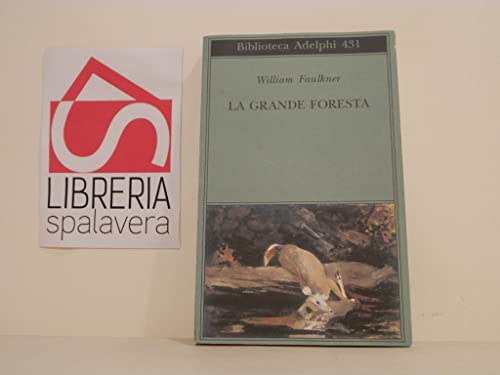 LIBRERIA
spalavera
Biblioteca Adelphi 431
William Faulkner
LA GRANDE FORESTA